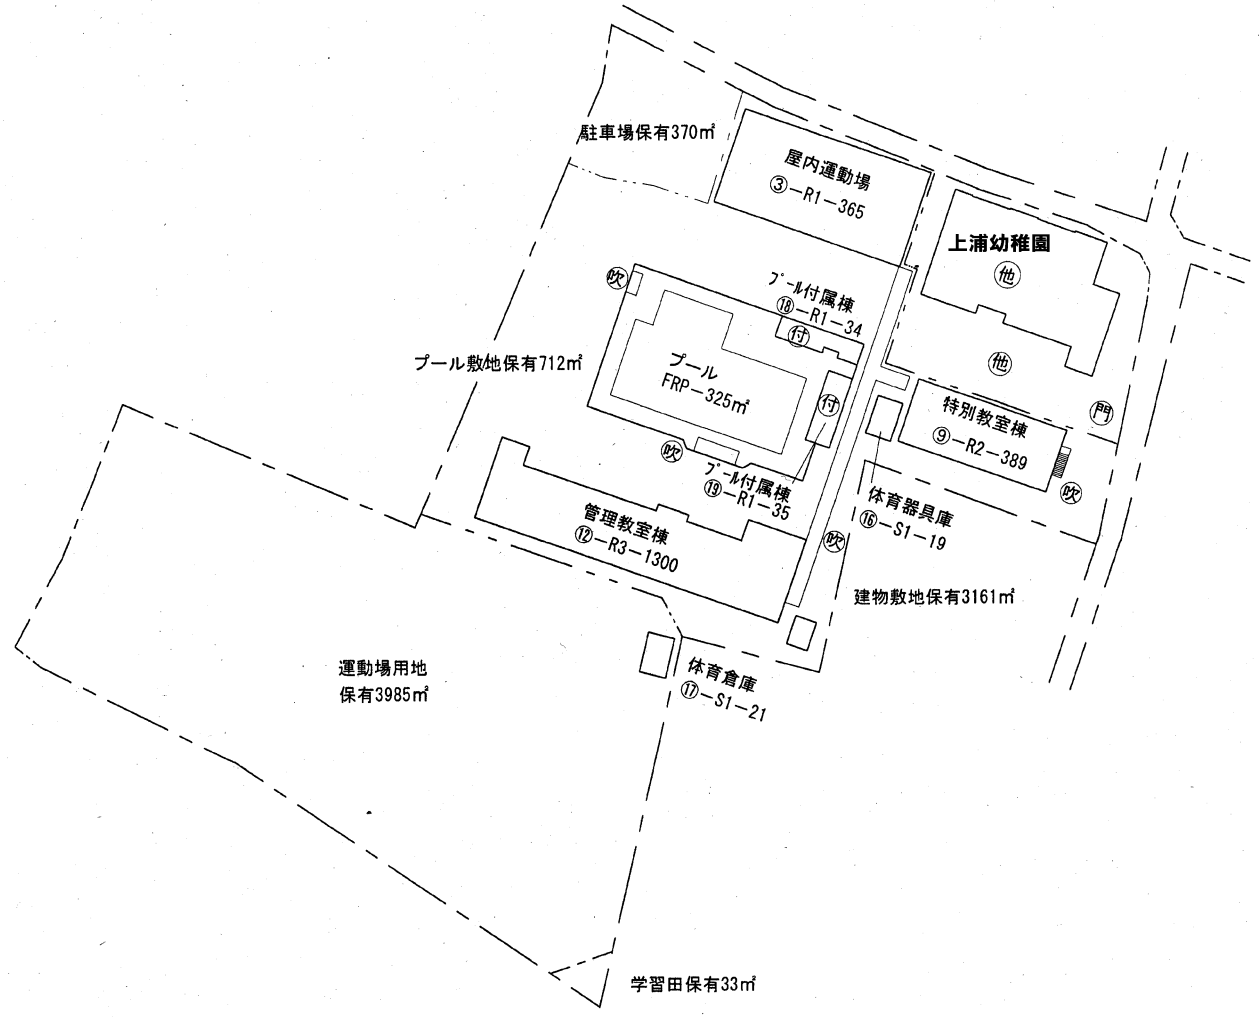 駐車場保有370㎡
屋内運動場
③-R1-365
上浦幼稚園
他
吹
プール付属棟
⑱-R1-34
付
他
プール敷地保有712㎡
プール
FRP-325㎡
付
門
特別教室棟
⑨-R2-389
吹
プール付属棟
⑲-R1-35
吹
体育器具庫
⑯-S1-19
管理教室棟
⑫-R3-1300
吹
建物敷地保有3161㎡
運動場用地
保有3985㎡
体育倉庫
⑰-S1-21
学習田保有33㎡